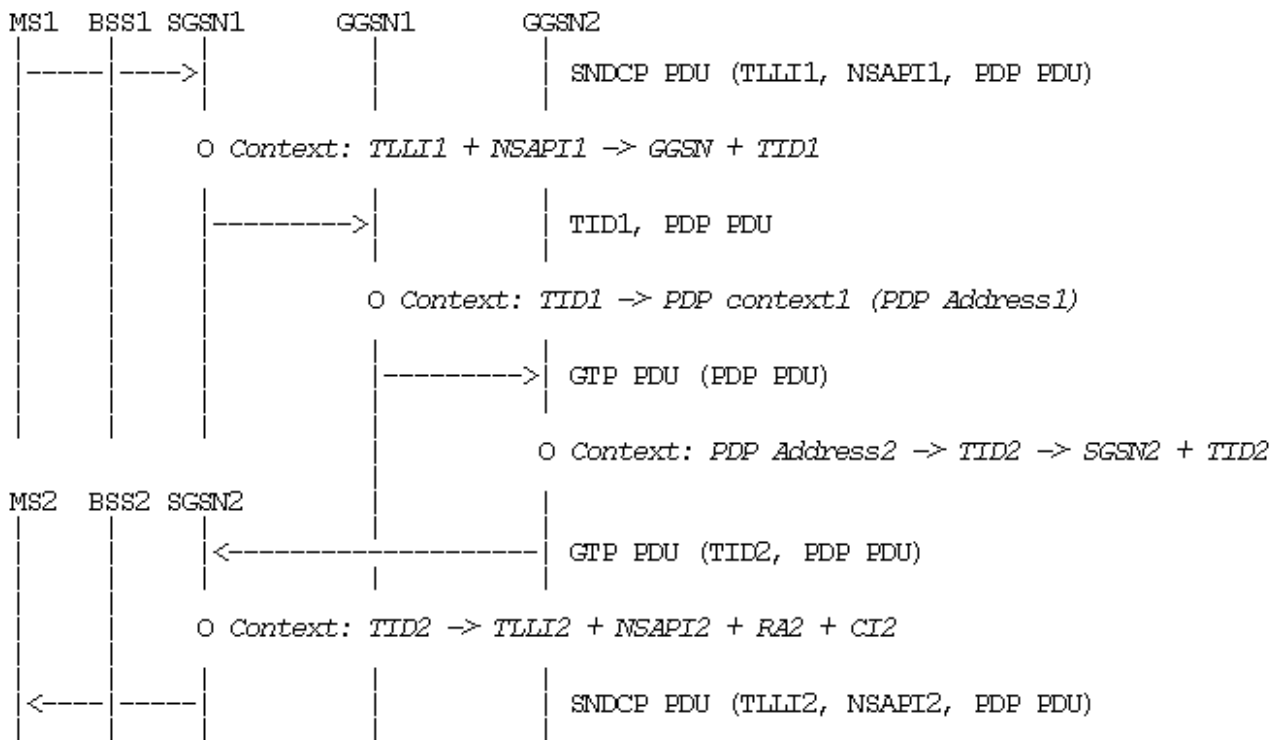 MS1 BSS1 SGSN1 GGSN1 GGSN2
SNDCP PDU (TLLI1, NSAPI1, PDP PDU)
O Context: TLLI1 + NSAPI1 -> GGSN + TID1
TID1, PDP PDU
O Context: TID1 -> PDP context1 (PDP Address1)
GTP PDU (PDP PDU)
O Context: PDP Address2 -> TID2 -> SGSN2 + TID2
MS2 BSS2 SGSN2
GTP PDU (TID2, PDP PDU)
O Context: TID2 -> TLLI2 + NSAPI2 + RA2 + CI2
SNDCP PDU (TLLI2, NSAPI2, PDP PDU)